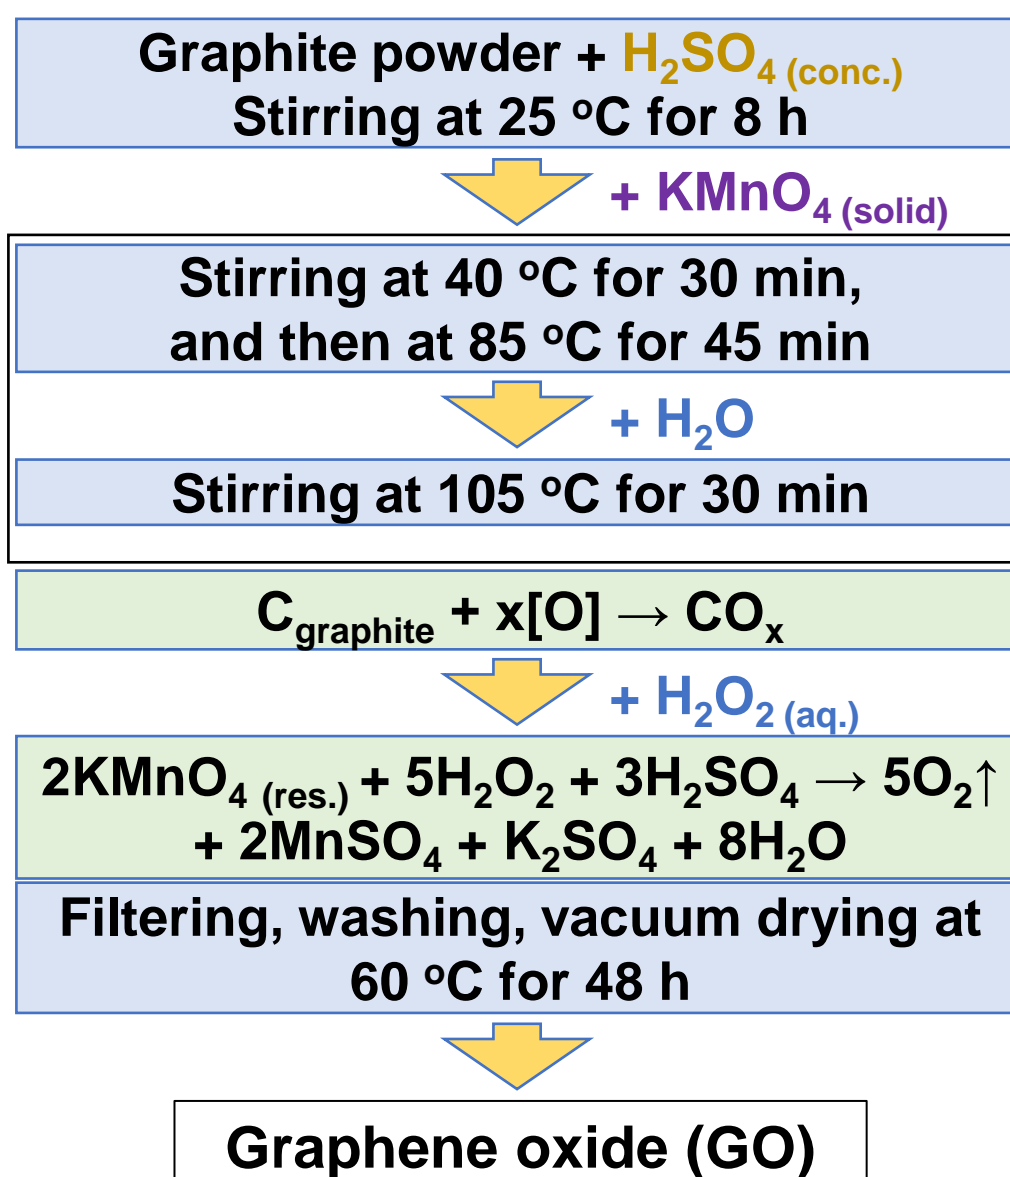 Graphite powder + H₂SO₄ (conc.)
Stirring at 25 ᵒC for 8 h
+ KMnO₄ (solid)
Stirring at 40 ᵒC for 30 min,
and then at 85 ᵒC for 45 min
+ H₂O
Stirring at 105 ᵒC for 30 min
C graphite + x[O] → COₓ
+ H₂O₂ (aq.)
2KMnO₄ (res.) + 5H₂O₂ + 3H₂SO₄ → 5O₂↑
+ 2MnSO₄ + K₂SO₄ + 8H₂O
Filtering, washing, vacuum drying at
60 ᵒC for 48 h
Graphene oxide (GO)